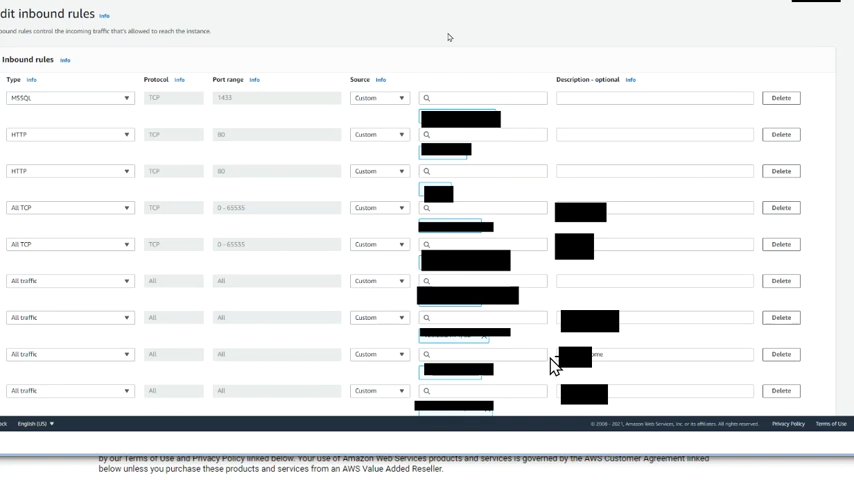 dit inbound rules Info
bound rules control the incoming traffic that's allowed to reach the instance.
Inbound rules Info
Type Info Protocol Info Port range Info Source Info Description - optional Info
MSSQL TCP 1433 Custom Delete
HTTP TCP 80 Custom Delete
HTTP TCP 80 Custom Delete
All TCP TCP 0 - 65535 Custom Delete
All TCP TCP 0 - 65535 Custom Delete
All traffic All All Custom Delete
All traffic All All Custom Delete
All traffic All All Custom ome Delete
All traffic All All Custom Delete
ack English (US) © 2008 - 2021, Amazon Web Services, Inc. or its affiliates. All rights reserved. Privacy Policy Terms of Use
by our Terms of Use and Privacy Policy linked below. Your use of Amazon Web Services products and services is governed by the AWS Customer Agreement linked
below unless you purchase these products and services from an AWS Value Added Reseller.